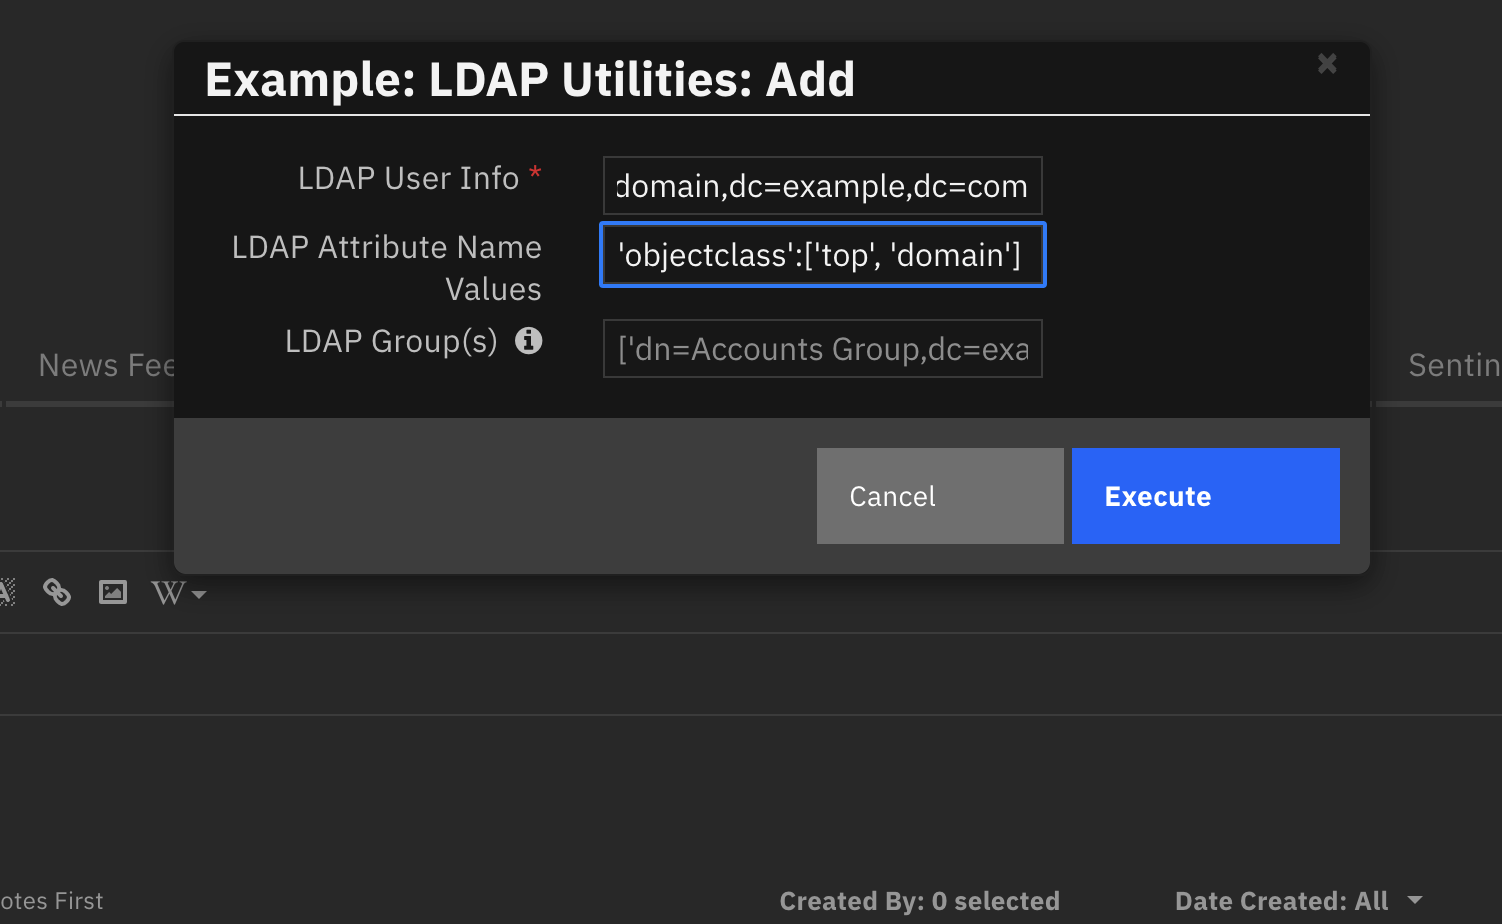 Example: LDAP Utilities: Add
LDAP User Info *
domain,dc=example,dc=com
LDAP Attribute Name
Values
'objectclass':['top', 'domain']
LDAP Group(s)
['dn=Accounts Group,dc=exa
News Fee
Sentin
Cancel
Execute
A
W
otes First
Created By: 0 selected
Date Created: All